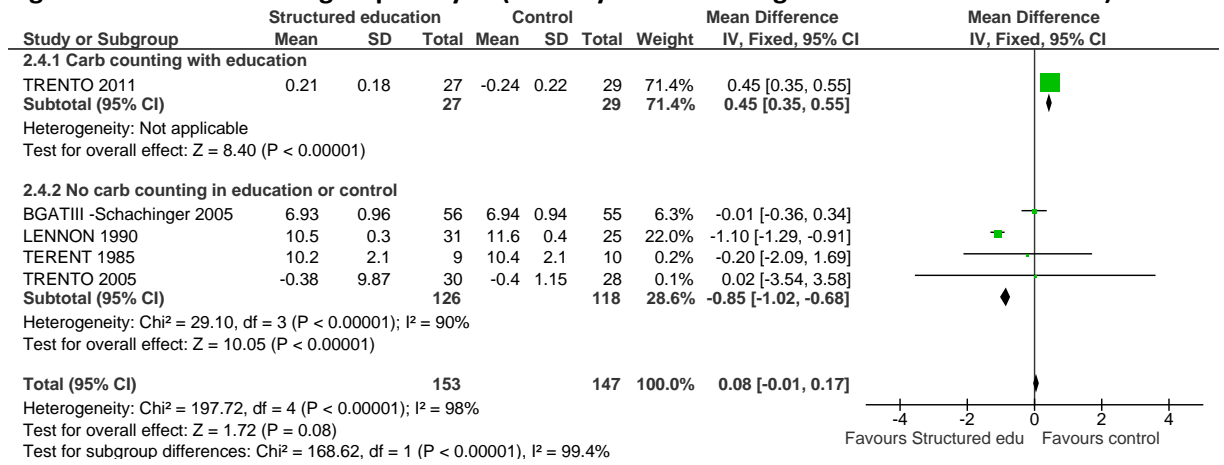 Structured education Control Mean Difference Mean Difference
Study or Subgroup Mean SD Total Mean SD Total Weight IV, Fixed, 95% CI IV, Fixed, 95% CI
2.4.1 Carb counting with education
TRENTO 2011 0.21 0.18 27 -0.24 0.22 29 71.4% 0.45 [0.35, 0.55]
Subtotal (95% CI) 27 29 71.4% 0.45 [0.35, 0.55]
Heterogeneity: Not applicable
Test for overall effect: Z = 8.40 (P < 0.00001)
2.4.2 No carb counting in education or control
BGATIII -Schachinger 2005 6.93 0.96 56 6.94 0.94 55 6.3% -0.01 [-0.36, 0.34]
LENNON 1990 10.5 0.3 31 11.6 0.4 25 22.0% -1.10 [-1.29, -0.91]
TERENT 1985 10.2 2.1 9 10.4 2.1 10 0.2% -0.20 [-2.09, 1.69]
TRENTO 2005 -0.38 9.87 30 -0.4 1.15 28 0.1% 0.02 [-3.54, 3.58]
Subtotal (95% CI) 126 118 28.6% -0.85 [-1.02, -0.68]
Heterogeneity: Chi² = 29.10, df = 3 (P < 0.00001); I² = 90%
Test for overall effect: Z = 10.05 (P < 0.00001)
Total (95% CI) 153 147 100.0% 0.08 [-0.01, 0.17]
Heterogeneity: Chi² = 197.72, df = 4 (P < 0.00001); I² = 98%
Test for overall effect: Z = 1.72 (P = 0.08)
Test for subgroup differences: Chi² = 168.62, df = 1 (P < 0.00001), I² = 99.4%
-4 -2 0 2 4
Favours Structured edu Favours control